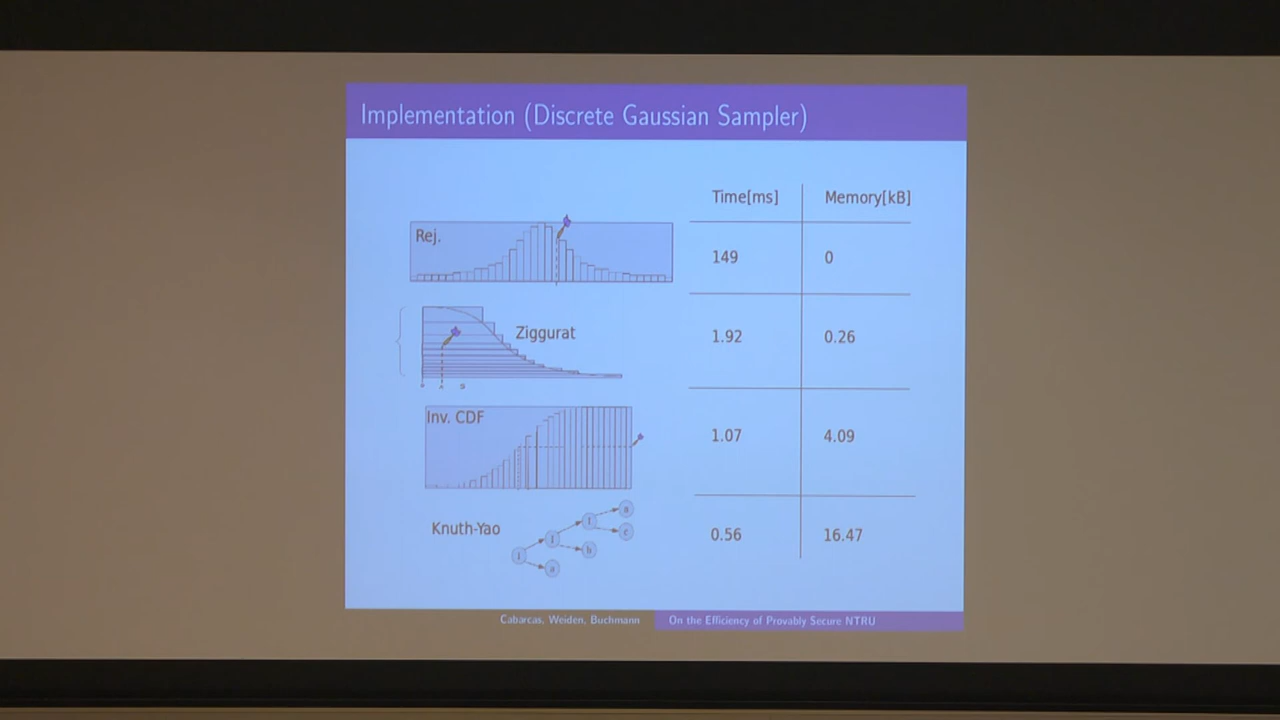 Implementation (Discrete Gaussian Sampler)
Time[ms] Memory[kB]
Rej. 149 0
Ziggurat 1.92 0.26
Inv. CDF 1.07 4.09
Knuth-Yao 0.56 16.47
I I I a c b a
Cabarcas, Weiden, Buchmann On the Efficiency of Provably Secure NTRU